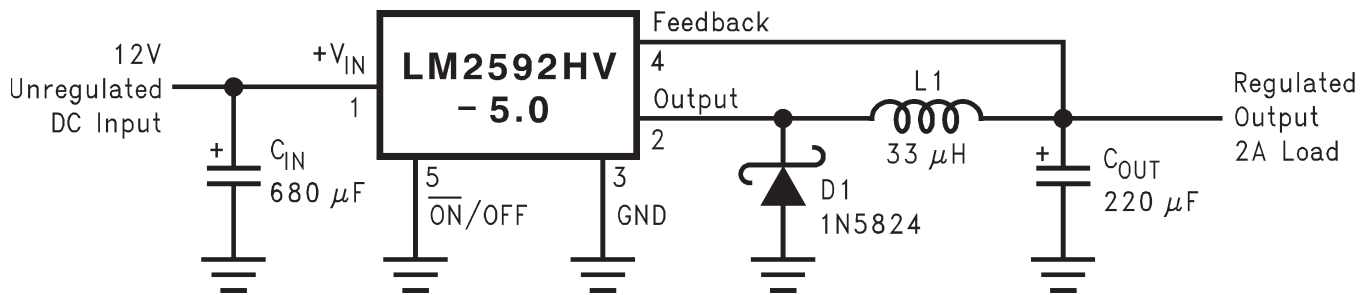 12V
Unregulated
DC Input
+V_IN
1
LM2592HV
- 5.0
Feedback
4
Output
2
L1
33 μH
Regulated
Output
2A Load
+
C_IN
680 μF
5
O̅N̅/OFF
3
GND
D1
1N5824
+
C_OUT
220 μF